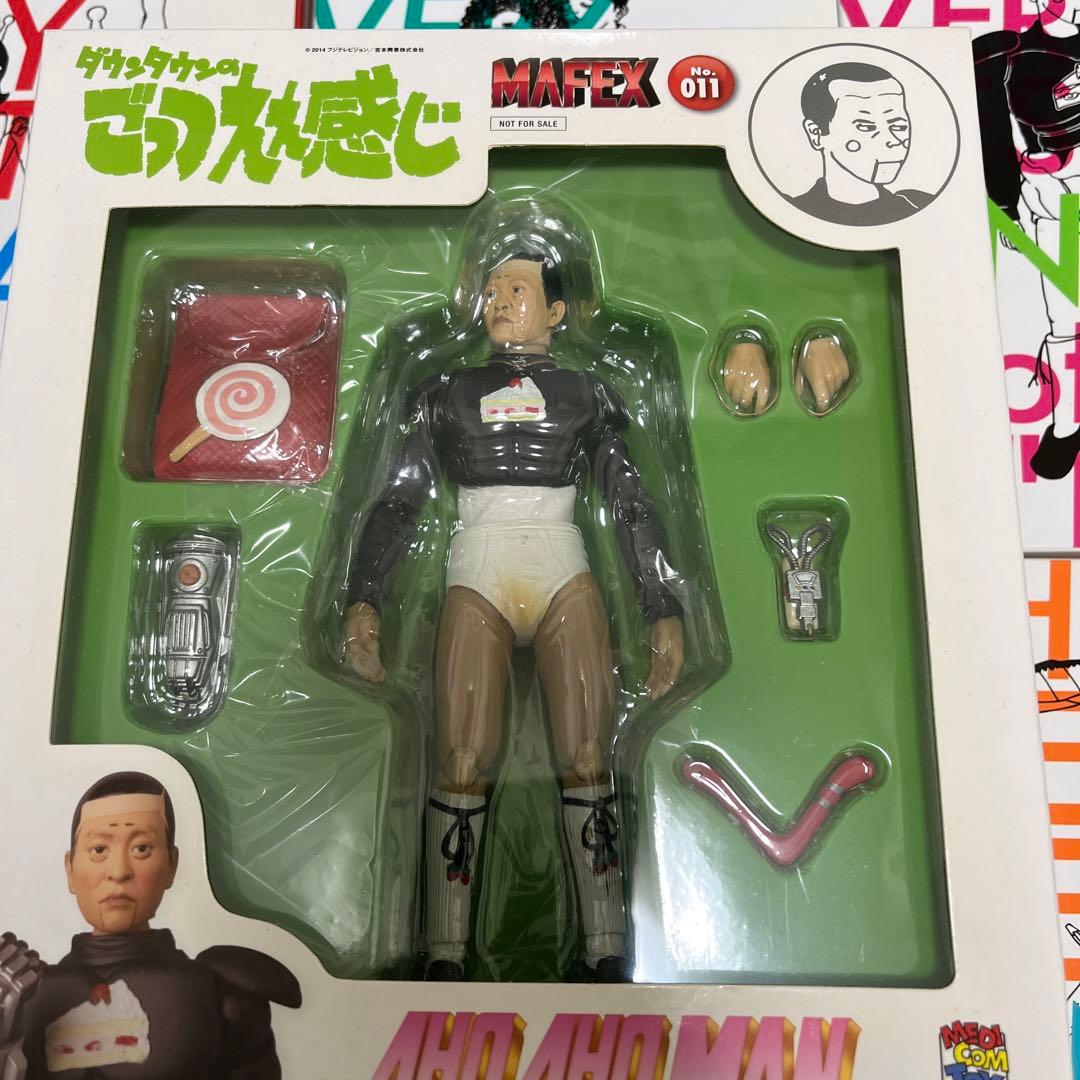 ダウンタウンの
ごっつええ感じ
© 2014 フジテレビジョン/吉本興業株式会社
MAFEX
No.
011
NOT FOR SALE
AHO AHO MAN
MEDI
COM
TOY